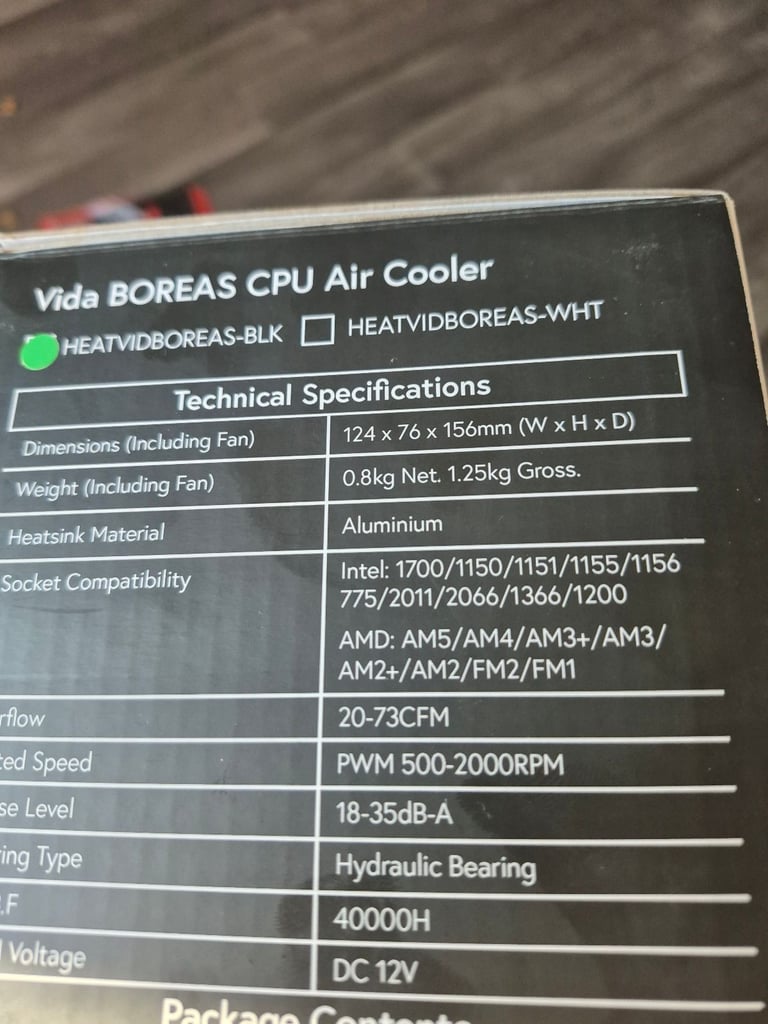 Vida BOREAS CPU Air Cooler
HEATVIDBOREAS-BLK HEATVIDBOREAS-WHT
Technical Specifications
Dimensions (Including Fan) 124 x 76 x 156mm (W x H x D)
Weight (Including Fan) 0.8kg Net. 1.25kg Gross.
Heatsink Material Aluminium
Socket Compatibility Intel: 1700/1150/1151/1155/1156
775/2011/2066/1366/1200
AMD: AM5/AM4/AM3+/AM3/
AM2+/AM2/FM2/FM1
rflow 20-73CFM
ted Speed PWM 500-2000RPM
se Level 18-35dB-A
ring Type Hydraulic Bearing
.F 40000H
Voltage DC 12V
Package Contents